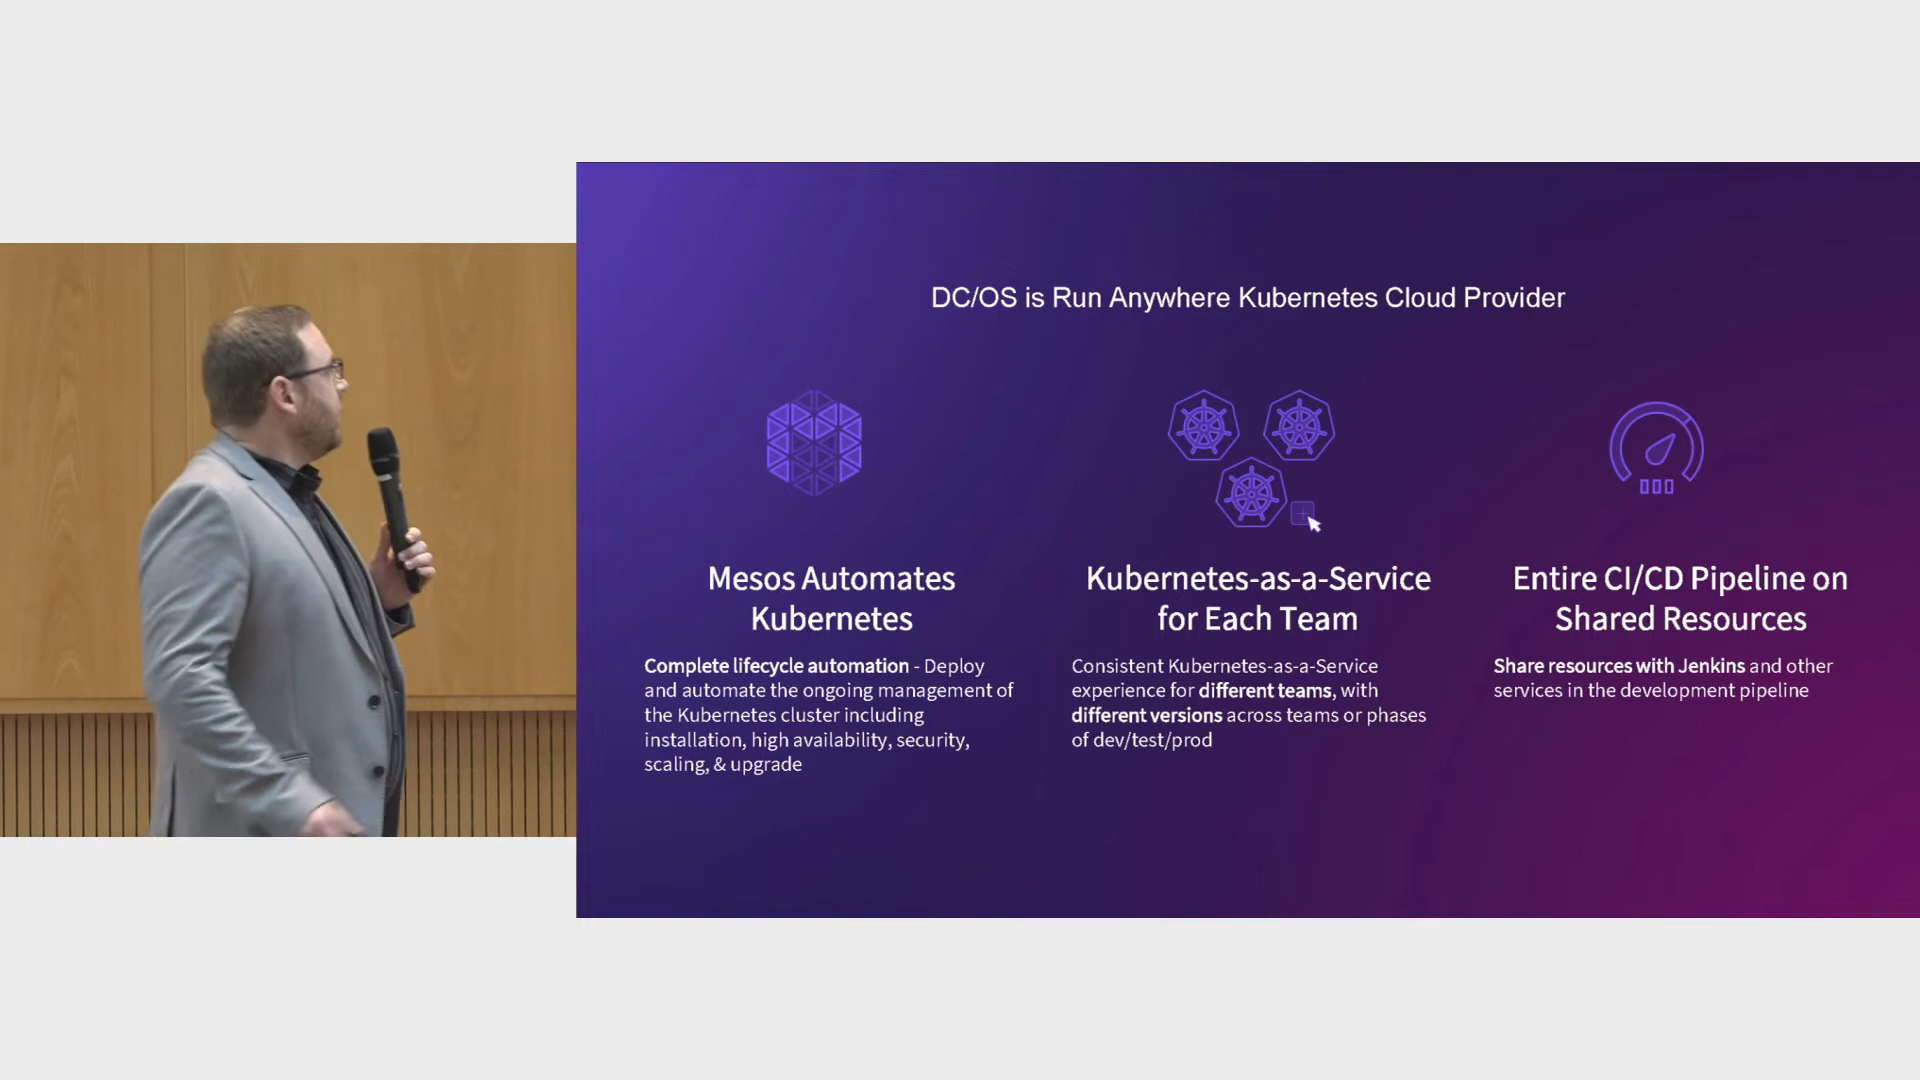 DC/OS is Run Anywhere Kubernetes Cloud Provider
Mesos Automates
Kubernetes
Complete lifecycle automation - Deploy
and automate the ongoing management of
the Kubernetes cluster including
installation, high availability, security,
scaling, & upgrade
Kubernetes-as-a-Service
for Each Team
Consistent Kubernetes-as-a-Service
experience for different teams, with
different versions across teams or phases
of dev/test/prod
Entire CI/CD Pipeline on
Shared Resources
Share resources with Jenkins and other
services in the development pipeline